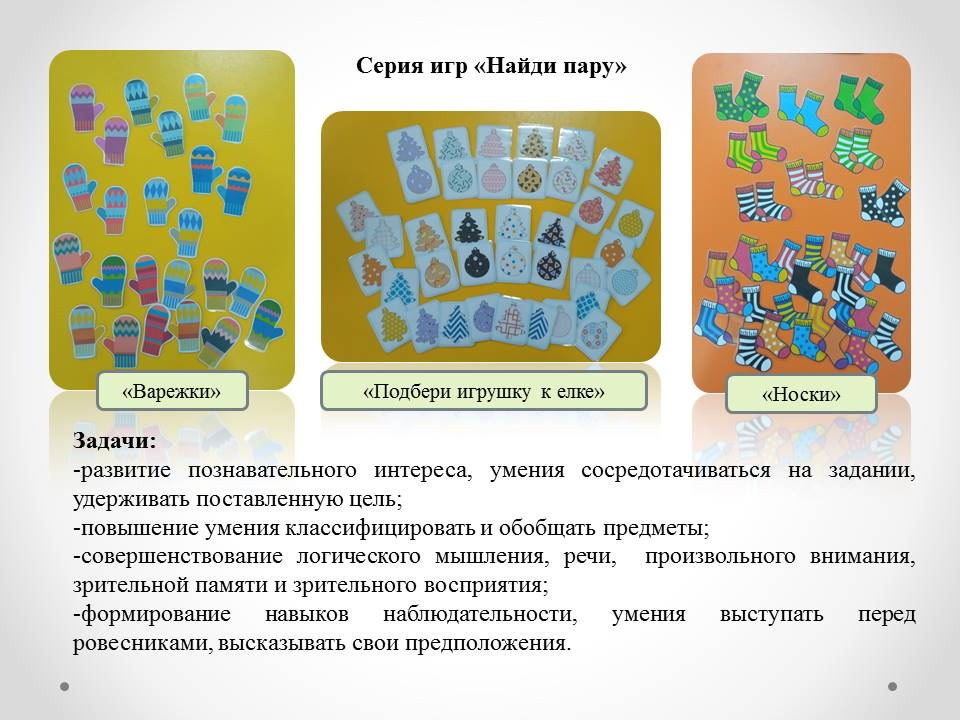 Серия игр «Найди пару»
«Варежки»
«Подбери игрушку к елке»
«Носки»
Задачи:
-развитие познавательного интереса, умения сосредотачиваться на задании,
удерживать поставленную цель;
-повышение умения классифицировать и обобщать предметы;
-совершенствование логического мышления, речи, произвольного внимания,
зрительной памяти и зрительного восприятия;
-формирование навыков наблюдательности, умения выступать перед
ровесниками, высказывать свои предположения.